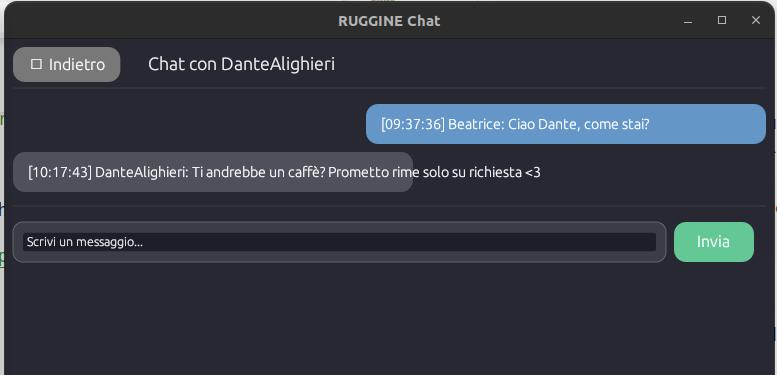 RUGGINE Chat
Indietro
Chat con DanteAlighieri
[09:37:36] Beatrice: Ciao Dante, come stai?
[10:17:43] DanteAlighieri: Ti andrebbe un caffè? Prometto rime solo su richiesta <3
Scrivi un messaggio...
Invia